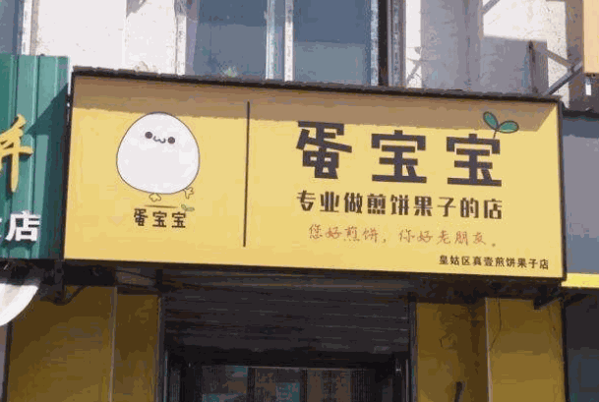 蛋宝宝
蛋宝宝
专业做煎饼果子的店
您好煎饼，你好老朋友。
皇姑区真壹煎饼果子店
店